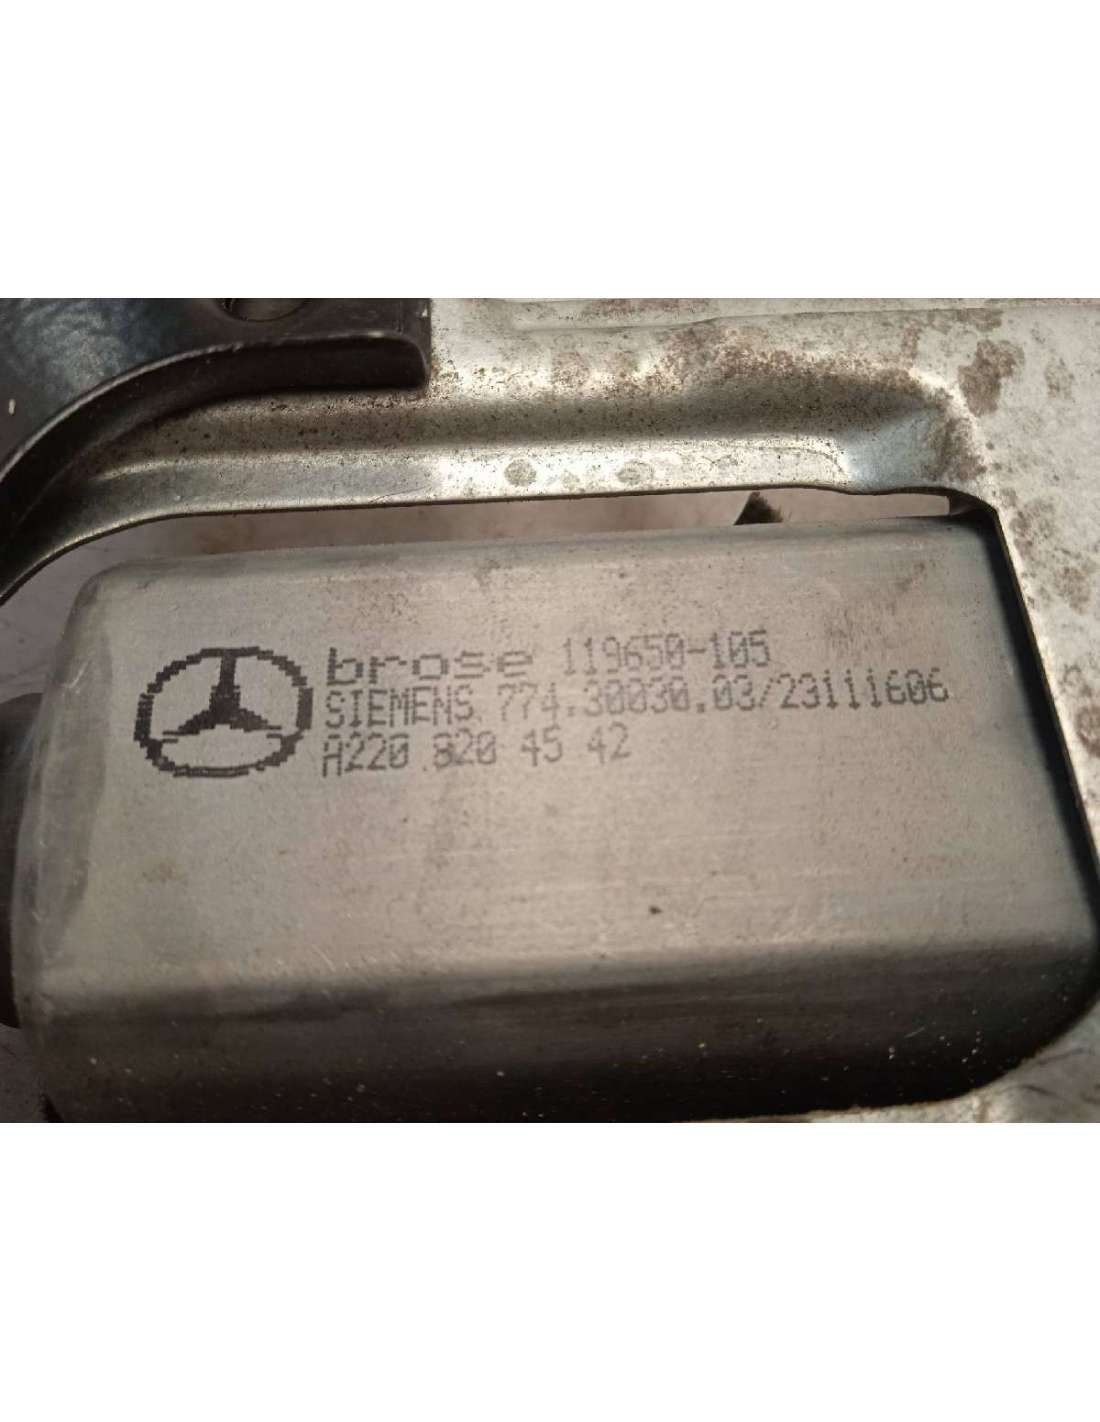 brose 119650-105
SIEMENS 774.30030.03/23111606
A220 820 45 42